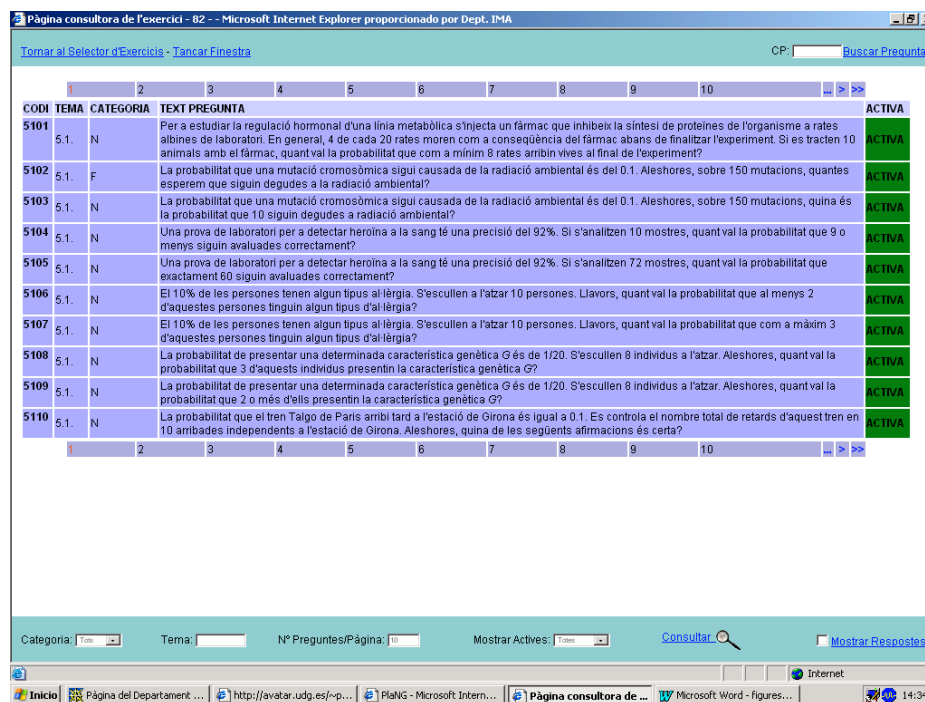 Pàgina consultora de l'exercici - 82 - - Microsoft Internet Explorer proporcionado por Dept. IMA
Tornar al Selector d'Exercicis - Tancar Finestra
CP:
Buscar Pregunta
1 2 3 4 5 6 7 8 9 10 ... > >>
CODI TEMA CATEGORIA TEXT PREGUNTA ACTIVA
5101 5.1. N Per a estudiar la regulació hormonal d'una línia metabòlica s'injecta un fàrmac que inhibeix la síntesi de proteïnes de l'organisme a rates
albines de laboratori. En general, 4 de cada 20 rates moren com a conseqüència del fàrmac abans de finalitzar l'experiment. Si es tracten 10
animals amb el fàrmac, quant val la probabilitat que com a mínim 8 rates arribin vives al final de l'experiment? ACTIVA
5102 5.1. F La probabilitat que una mutació cromosòmica sigui causada de la radiació ambiental és del 0.1. Aleshores, sobre 150 mutacions, quantes
esperem que siguin degudes a la radiació ambiental? ACTIVA
5103 5.1. N La probabilitat que una mutació cromosòmica sigui causada de la radiació ambiental és del 0.1. Aleshores, sobre 150 mutacions, quina és
la probabilitat que 10 siguin degudes a radiació ambiental? ACTIVA
5104 5.1. N Una prova de laboratori per a detectar heroïna a la sang té una precisió del 92%. Si s'analitzen 10 mostres, quant val la probabilitat que 9 o
menys siguin avaluades correctament? ACTIVA
5105 5.1. N Una prova de laboratori per a detectar heroïna a la sang té una precisió del 92%. Si s'analitzen 72 mostres, quant val la probabilitat que
exactament 60 siguin avaluades correctament? ACTIVA
5106 5.1. N El 10% de les persones tenen algun tipus al·lèrgia. S'escullen a l'atzar 10 persones. Llavors, quant val la probabilitat que al menys 2
d'aquestes persones tinguin algun tipus d'al·lèrgia? ACTIVA
5107 5.1. N El 10% de les persones tenen algun tipus al·lèrgia. S'escullen a l'atzar 10 persones. Llavors, quant val la probabilitat que com a màxim 3
d'aquestes persones tinguin algun tipus d'al·lèrgia? ACTIVA
5108 5.1. N La probabilitat de presentar una determinada característica genètica G és de 1/20. S'escullen 8 individus a l'atzar. Aleshores, quant val la
probabilitat que 3 d'aquests individus presentin la característica genètica G? ACTIVA
5109 5.1. N La probabilitat de presentar una determinada característica genètica G és de 1/20. S'escullen 8 individus a l'atzar. Aleshores, quant val la
probabilitat que 2 o més d'ells presentin la característica genètica G? ACTIVA
5110 5.1. N La probabilitat que el tren Talgo de Paris arribi tard a l'estació de Girona és igual a 0.1. Es controla el nombre total de retards d'aquest tren en
10 arribades independents a l'estació de Girona. Aleshores, quina de les següents afirmacions és certa? ACTIVA
1 2 3 4 5 6 7 8 9 10 ... > >>
Categoria: Tots Tema: Nº Preguntes/Pàgina: 10 Mostrar Actives: Totes Consultar Mostrar Respostes
Internet
Inicio Pàgina del Departament ... http://avatar.udg.es/~p... PlaNG - Microsoft Intern... Pàgina consultora de ... Microsoft Word - figures... 14:34